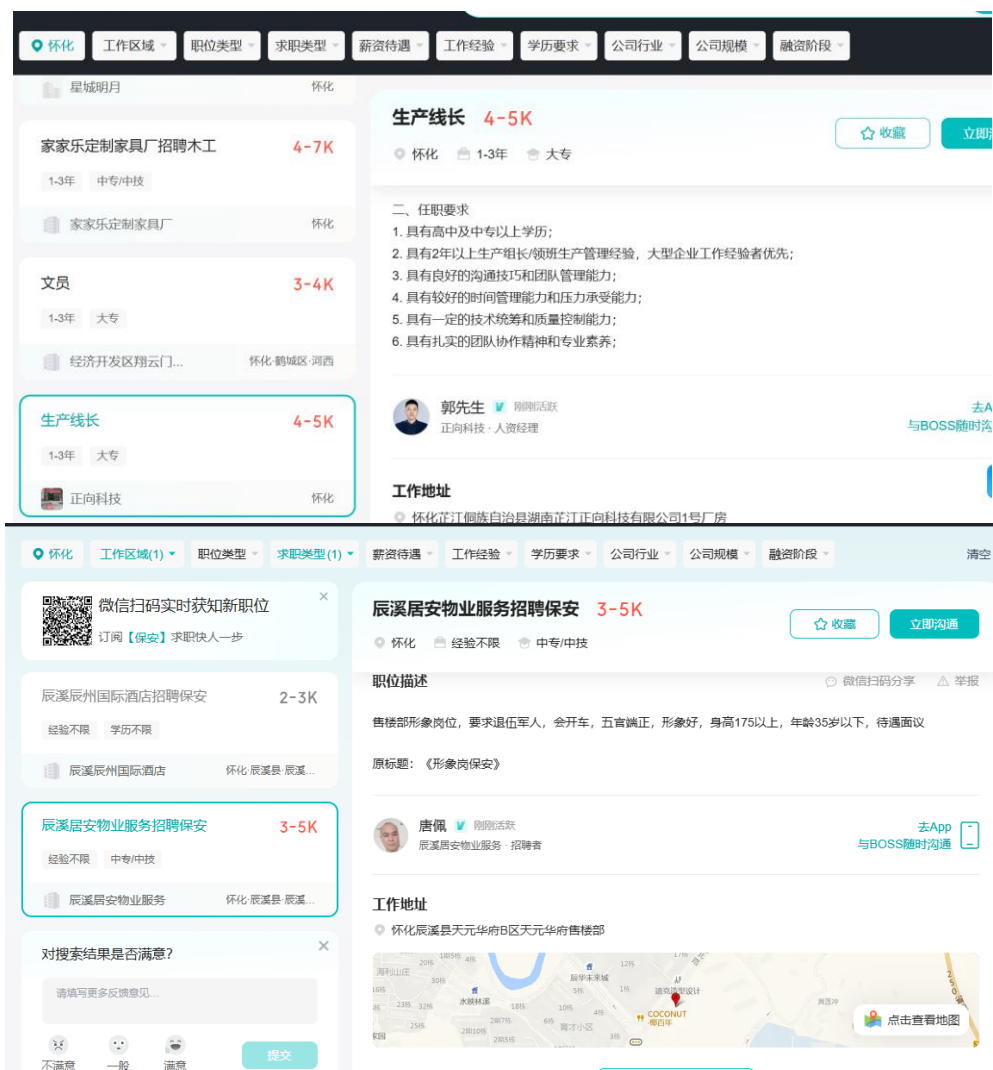 怀化 工作区域 职位类型 求职类型 薪资待遇 工作经验 学历要求 公司行业 公司规模 融资阶段
星城明月 怀化
家家乐定制家具厂招聘木工 4-7K
1-3年 中专/中技
家家乐定制家具厂 怀化
文员 3-4K
1-3年 大专
经济开发区翔云门... 怀化·鹤城区·河西
生产线长 4-5K
1-3年 大专
正向科技 怀化
生产线长 4-5K
收藏 立即沟
怀化 1-3年 大专
二、任职要求
1. 具有高中及中专以上学历;
2. 具有2年以上生产组长/领班生产管理经验，大型企业工作经验者优先;
3. 具有良好的沟通技巧和团队管理能力;
4. 具有较好的时间管理能力和压力承受能力;
5. 具有一定的技术统筹和质量控制能力;
6. 具有扎实的团队协作精神和专业素养;
郭先生 刚刚活跃
正向科技·人资经理
去A
与BOSS随时沟
工作地址
怀化芷江侗族自治县湖南芷江正向科技有限公司1号厂房
怀化 工作区域(1) 职位类型 求职类型(1) 薪资待遇 工作经验 学历要求 公司行业 公司规模 融资阶段 清空
微信扫码实时获知新职位
订阅【保安】求职快人一步
辰溪辰州国际酒店招聘保安 2-3K
经验不限 学历不限
辰溪辰州国际酒店 怀化·辰溪县·辰溪...
辰溪居安物业服务招聘保安 3-5K
经验不限 中专/中技
辰溪居安物业服务 怀化·辰溪县·辰溪...
对搜索结果是否满意?
请填写更多反馈意见...
不满意 一般 满意 提交
辰溪居安物业服务招聘保安 3-5K
收藏 立即沟通
怀化 经验不限 中专/中技
职位描述 微信扫码分享 举报
售楼部形象岗位，要求退伍军人，会开车，五官端正，形象好，身高175以上，年龄35岁以下，待遇面议
原标题：《形象岗保安》
唐佩 刚刚活跃
辰溪居安物业服务·招聘者
去App
与BOSS随时沟通
工作地址
怀化辰溪县天元华府B区天元华府售楼部
海利山庄
辰华未来城
水映林溪
迪克造型设计
COCONUT
椰百年
育才小区
点击查看地图